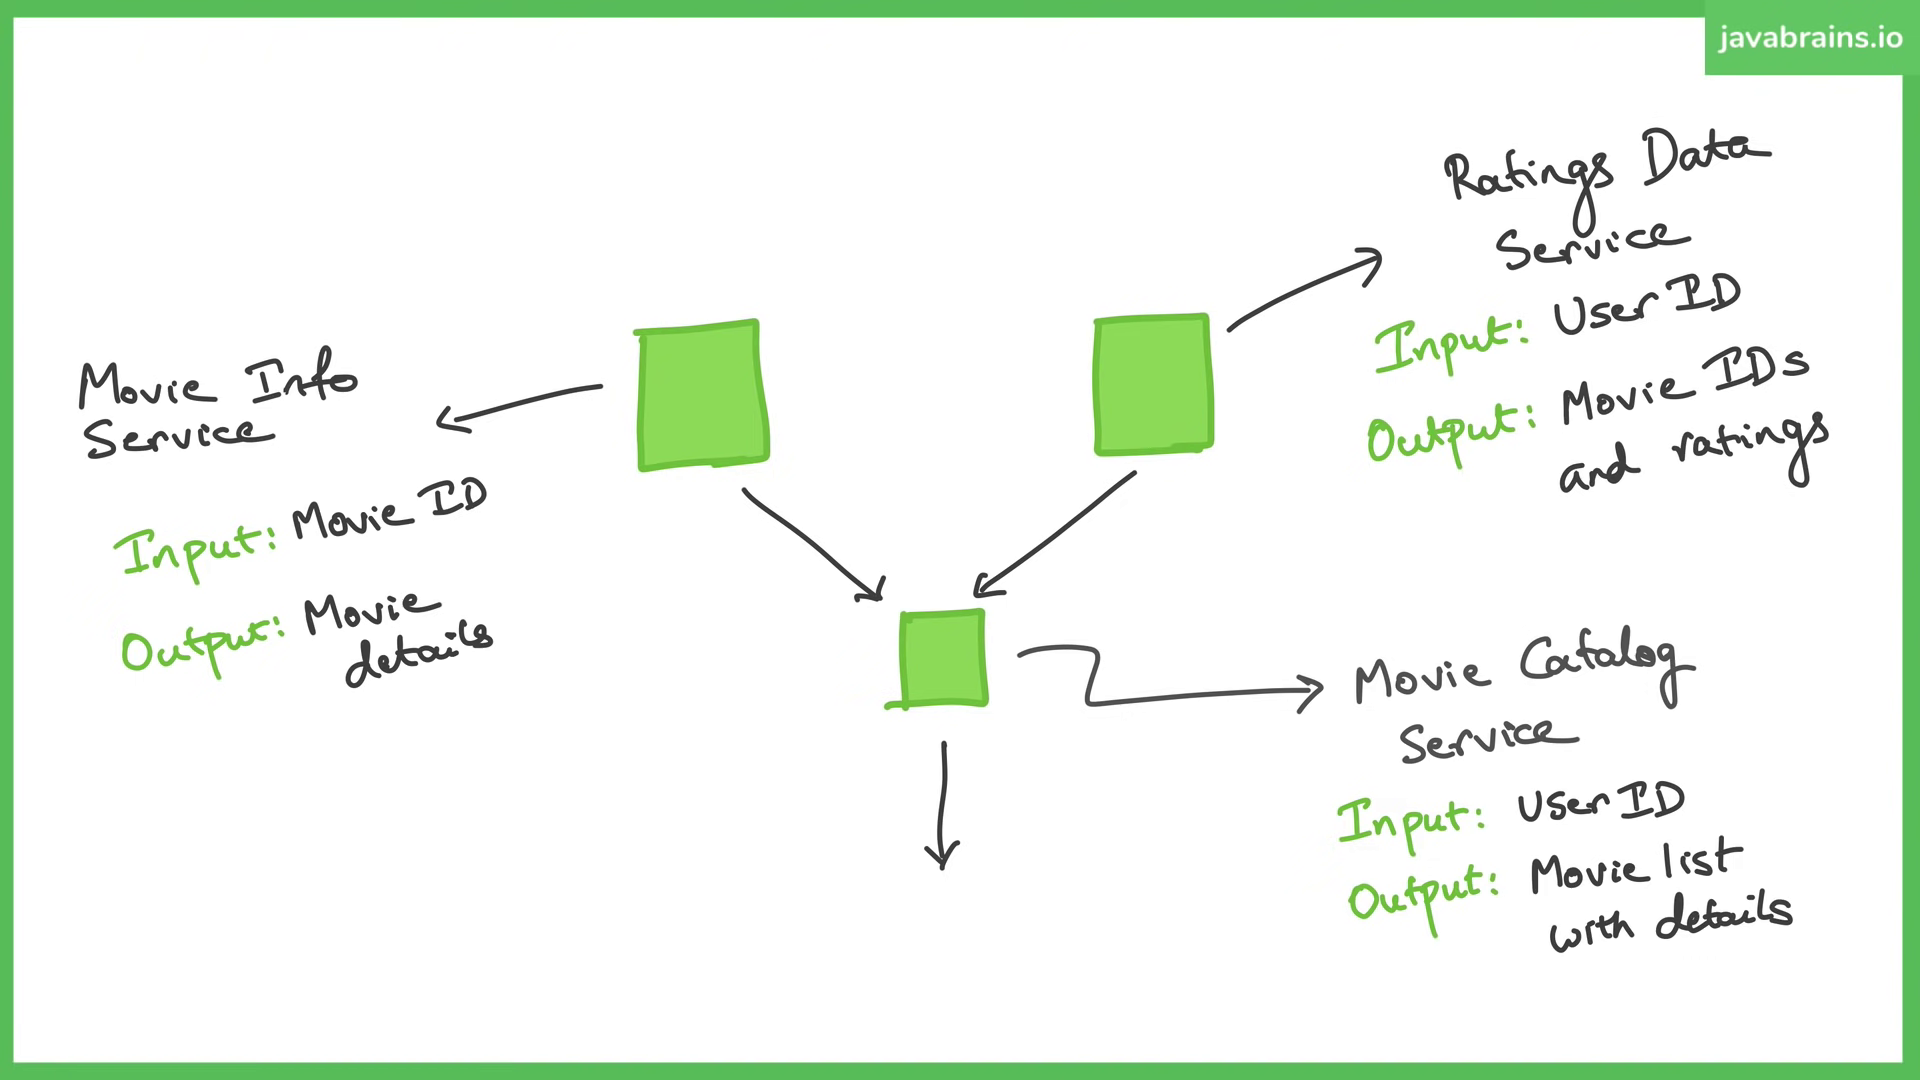 javabrains.io
Ratings Data
Service
Input: User ID
Output: Movie IDs
and ratings
Movie Info
Service
Input: Movie ID
Output: Movie
details
Movie Catalog
Service
Input: User ID
Output: Movie list
with details